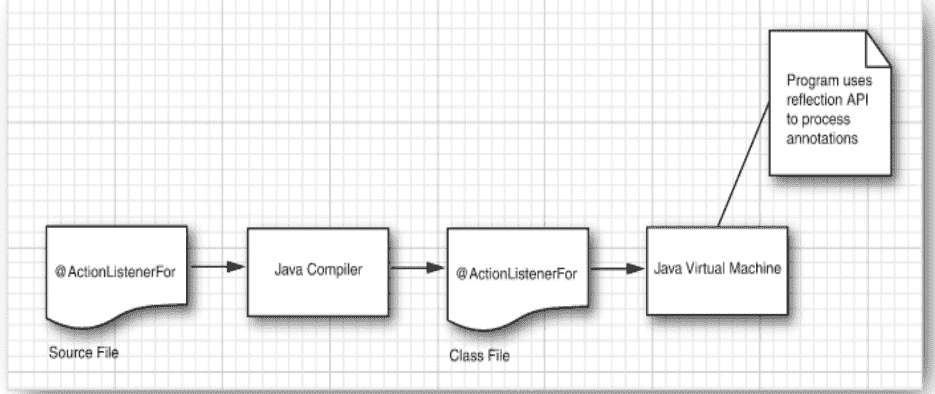 Program uses
reflection API
to process
annotations
@ActionListenerFor
Java Compiler
@ActionListenerFor
Java Virtual Machine
Source File
Class File